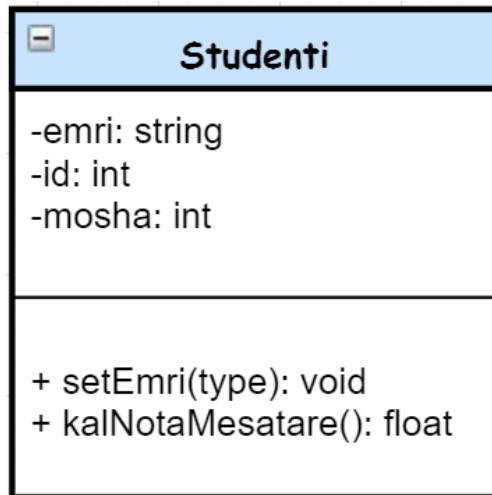 Studenti
-emri: string
-id: int
-mosha: int
+ setEmri(type): void
+ kalNotaMesatare(): float